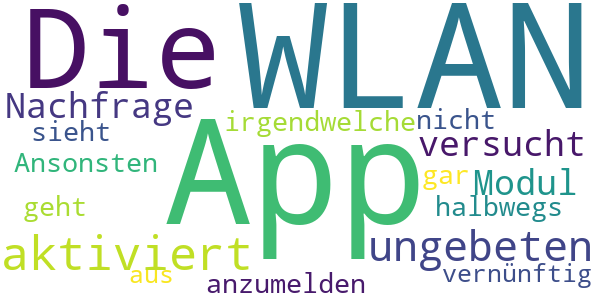 Die WLAN
Nachfrage irgendwelche nicht
sieht App versucht
Ansonsten gar Modul
geht halbwegs
aktiviert ungebeten
aus anzumelden vernünftig